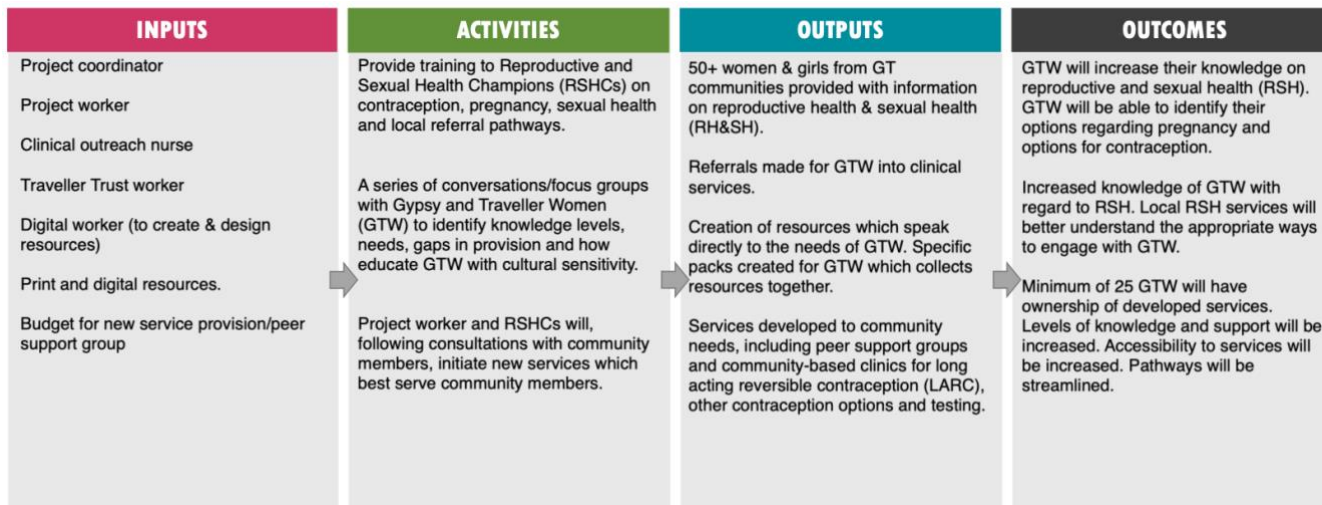 INPUTS
Project coordinator
Project worker
Clinical outreach nurse
Traveller Trust worker
Digital worker (to create & design
resources)
Print and digital resources.
Budget for new service provision/peer
support group
ACTIVITIES
Provide training to Reproductive and
Sexual Health Champions (RSHCs) on
contraception, pregnancy, sexual health
and local referral pathways.
A series of conversations/focus groups
with Gypsy and Traveller Women
(GTW) to identify knowledge levels,
needs, gaps in provision and how
educate GTW with cultural sensitivity.
Project worker and RSHCs will,
following consultations with community
members, initiate new services which
best serve community members.
OUTPUTS
50+ women & girls from GT
communities provided with information
on reproductive health & sexual health
(RH&SH).
Referrals made for GTW into clinical
services.
Creation of resources which speak
directly to the needs of GTW. Specific
packs created for GTW which collects
resources together.
Services developed to community
needs, including peer support groups
and community-based clinics for long
acting reversible contraception (LARC),
other contraception options and testing.
OUTCOMES
GTW will increase their knowledge on
reproductive and sexual health (RSH).
GTW will be able to identify their
options regarding pregnancy and
options for contraception.
Increased knowledge of GTW with
regard to RSH. Local RSH services will
better understand the appropriate ways
to engage with GTW.
Minimum of 25 GTW will have
ownership of developed services.
Levels of knowledge and support will be
increased. Accessibility to services will
be increased. Pathways will be
streamlined.